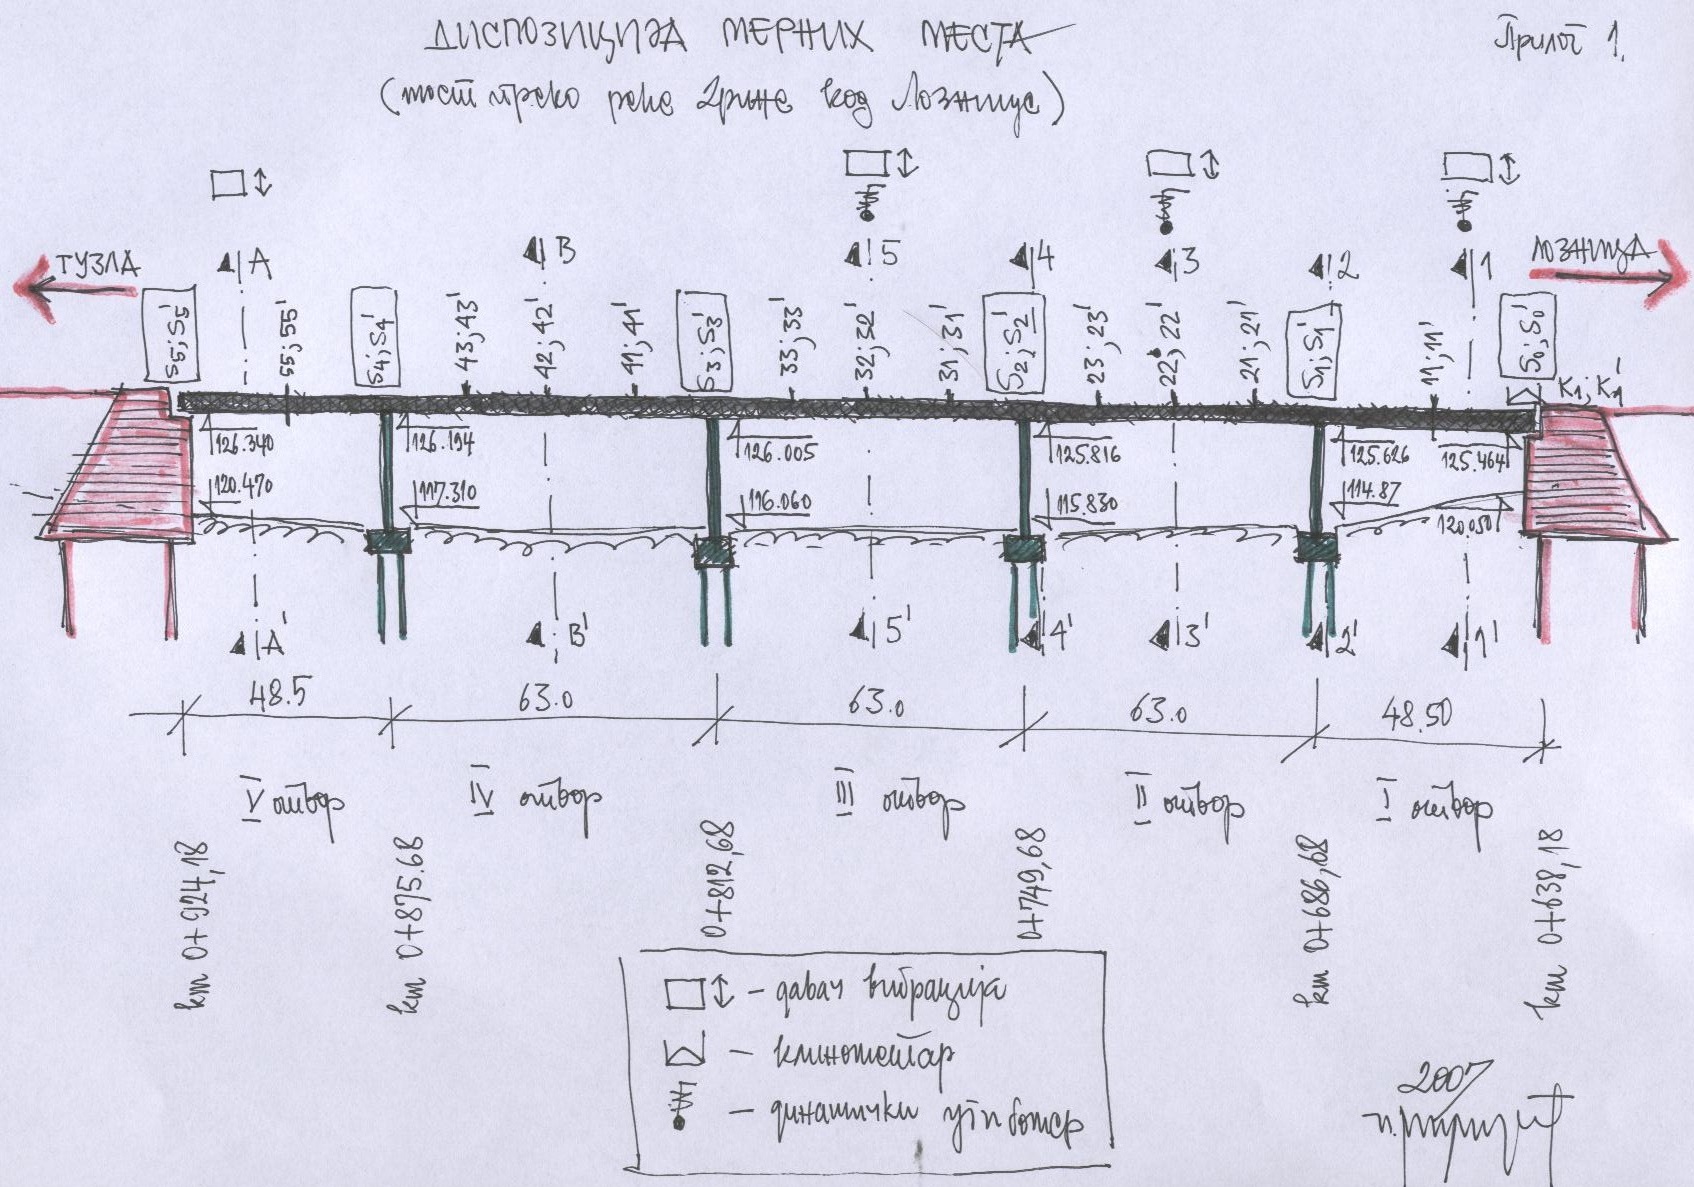 ДИСПОЗИЦИЈА МЕРНИХ МЕСТА
Прилог 1.
(мост преко реке Дрине код Лознице)
ТУЗЛА
A
B
5
4
3
2
1
ЛОЗНИЦА
S5; S5'
55; 55'
S4; S4'
43; 43'
42; 42'
41; 41'
S3; S3'
33; 33'
32; 32'
31; 31'
S2; S2'
23; 23'
22; 22'
21; 21'
S1; S1'
11; 11'
S0; S0'
K1; K1'
126.340
126.194
126.005
125.816
125.626
125.464
120.470
117.310
116.060
115.830
114.87
120.050
A'
B'
5'
4'
3'
2'
1'
48.5
63.0
63.0
63.0
48.50
V отвор
IV отвор
III отвор
II отвор
I отвор
km 0+924,18
km 0+875.68
0+812,68
0+749,68
km 0+686,68
km 0+638,18
– давач вибрација
– клинометар
– динамички угибомер
2007